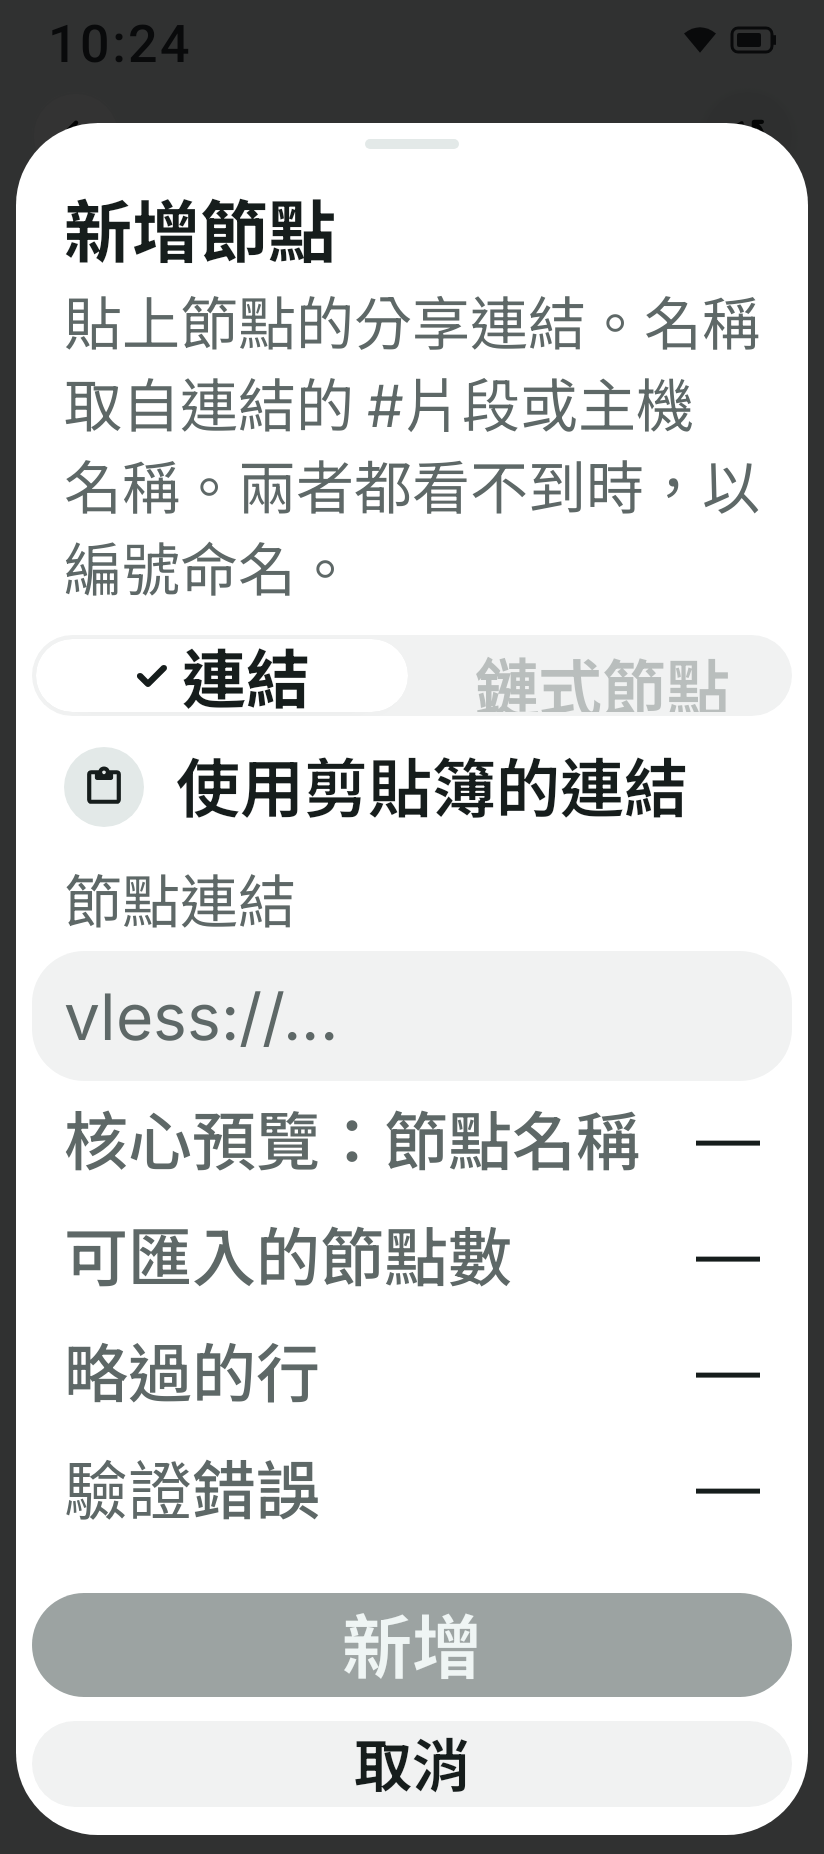 10:24
新增節點
貼上節點的分享連結。名稱
取自連結的 #片段或主機
名稱。兩者都看不到時，以
編號命名。
連結
鏈式節點
使用剪貼簿的連結
節點連結
vless://...
核心預覽：節點名稱 —
可匯入的節點數 —
略過的行 —
驗證錯誤 —
新增
取消